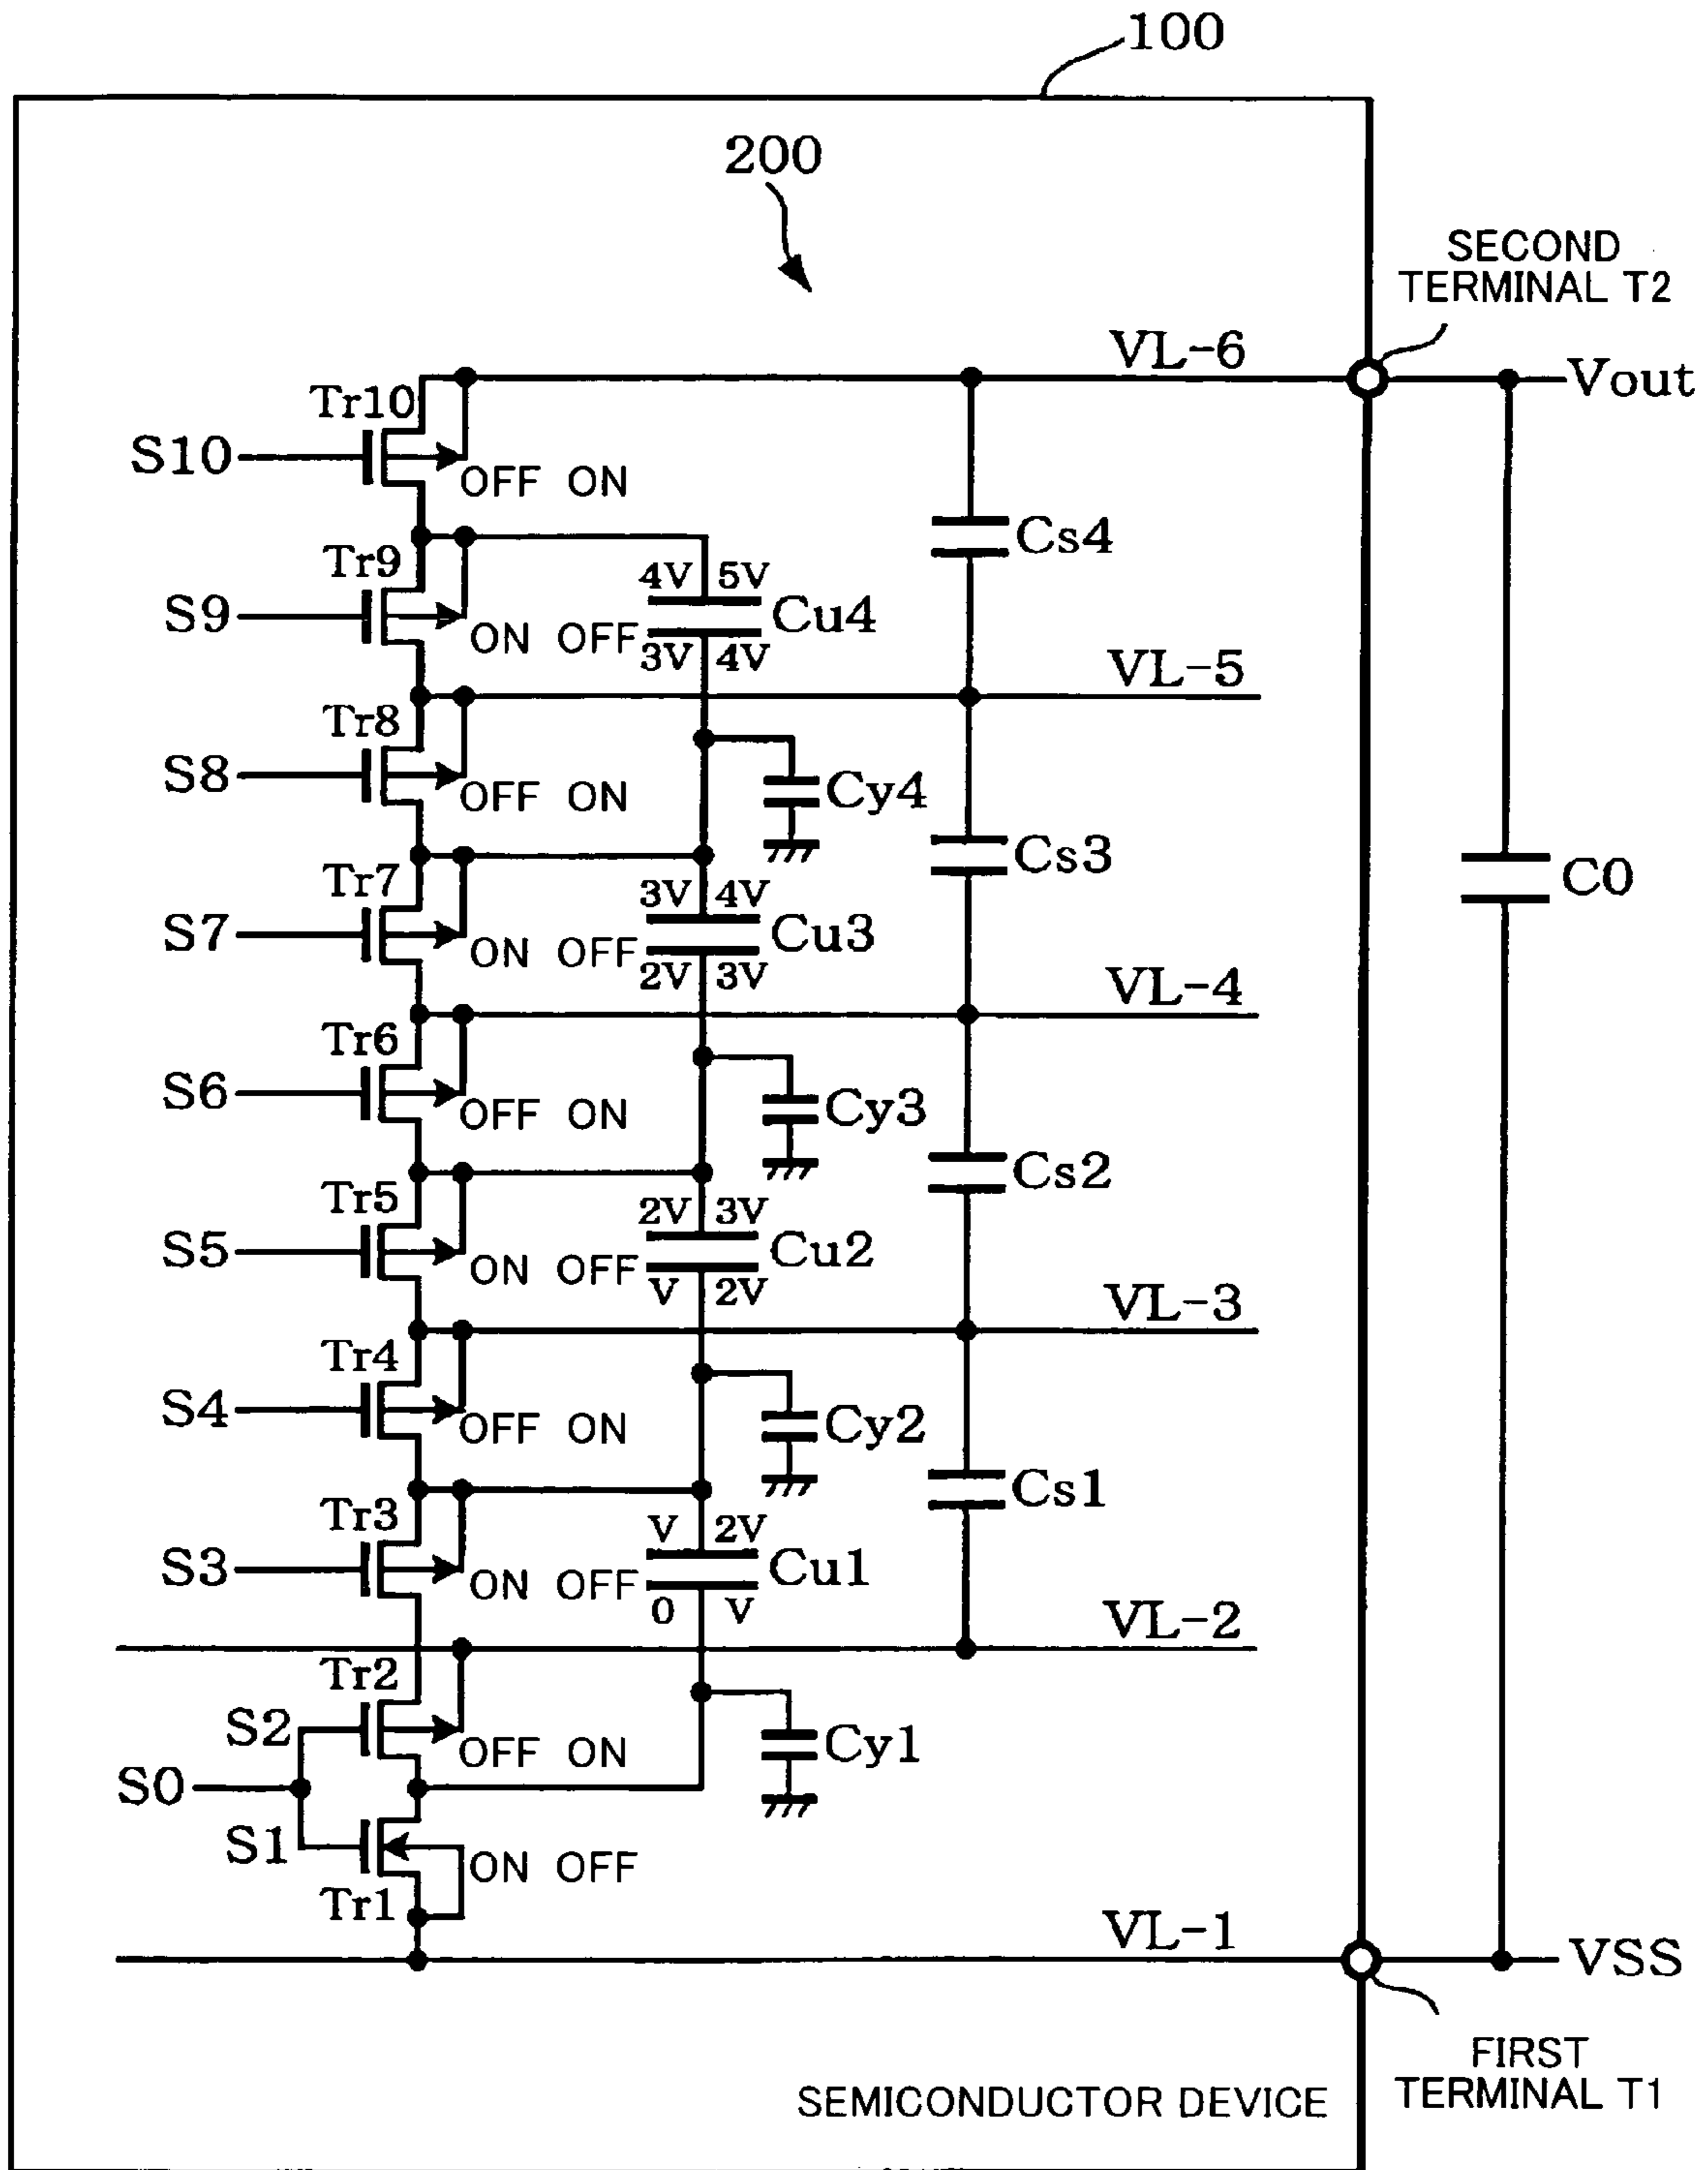 100
200
SECOND
TERMINAL T2
VL-6
Vout
Tr10
S10
OFF ON
Cs4
Tr9
4V 5V
S9
Cu4
ON OFF
3V 4V
VL-5
Tr8
S8
OFF ON
Cy4
Cs3
Tr7
3V 4V
C0
S7
Cu3
ON OFF
2V 3V
VL-4
Tr6
S6
OFF ON
Cy3
Cs2
Tr5
2V 3V
S5
Cu2
ON OFF
V 2V
VL-3
Tr4
S4
OFF ON
Cy2
Cs1
Tr3
V 2V
S3
Cu1
ON OFF
0 V
VL-2
Tr2
S2
OFF ON
Cy1
S0
S1
ON OFF
Tr1
VL-1
VSS
FIRST
TERMINAL T1
SEMICONDUCTOR DEVICE